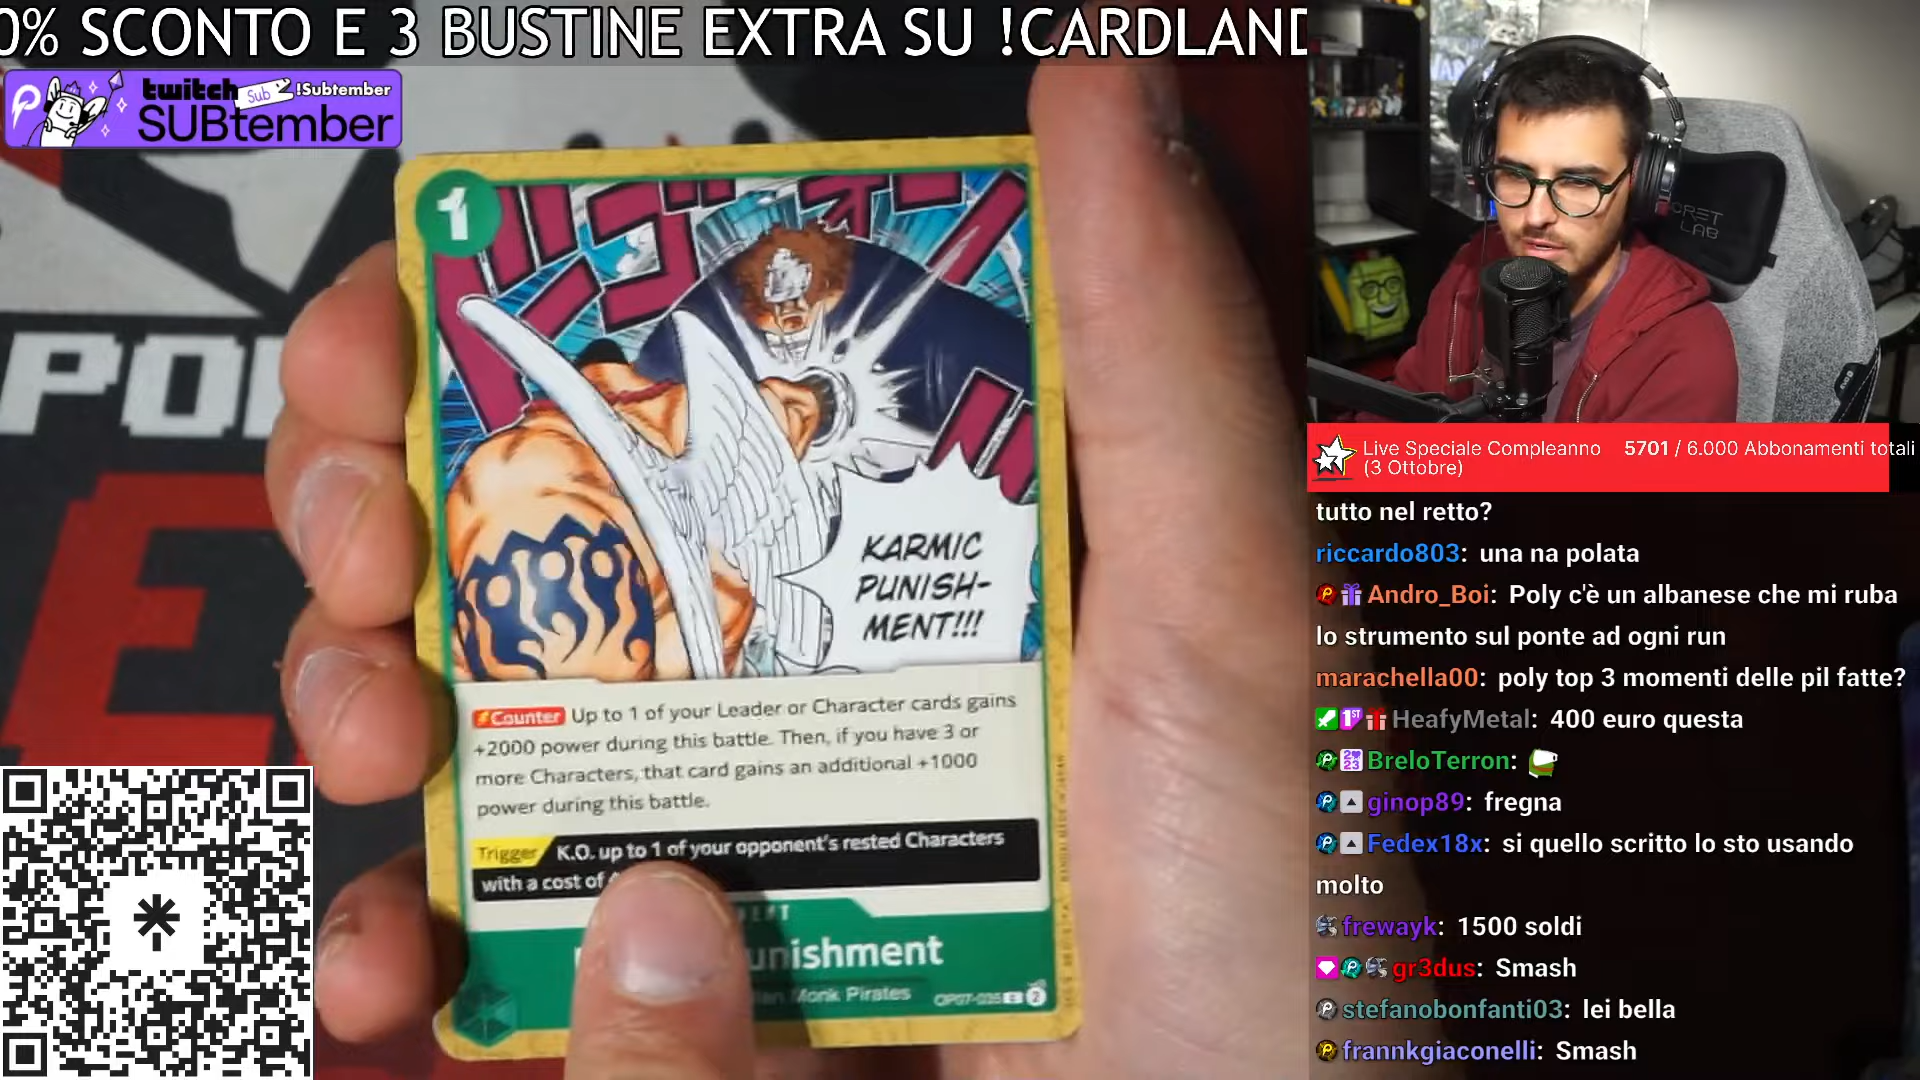 0% SCONTO E 3 BUSTINE EXTRA SU !CARDLAND
twitch Sub !Subtember
SUBtember
1
KARMIC
PUNISH-
MENT!!!
Counter Up to 1 of your Leader or Character cards gains
+2000 power during this battle. Then, if you have 3 or
more Characters, that card gains an additional +1000
power during this battle.
Trigger K.O. up to 1 of your opponent's rested Characters
with a cost of
unishment
Monk Pirates OP07-035 C 2
Live Speciale Compleanno 5701 / 6.000 Abbonamenti totali
(3 Ottobre)
tutto nel retto?
riccardo803: una na polata
Andro_Boi: Poly c'è un albanese che mi ruba
lo strumento sul ponte ad ogni run
marachella00: poly top 3 momenti delle pil fatte?
HeafyMetal: 400 euro questa
BreloTerron:
ginop89: fregna
Fedex18x: si quello scritto lo sto usando
molto
frewayk: 1500 soldi
gr3dus: Smash
stefanobonfanti03: lei bella
frannkgiaconelli: Smash